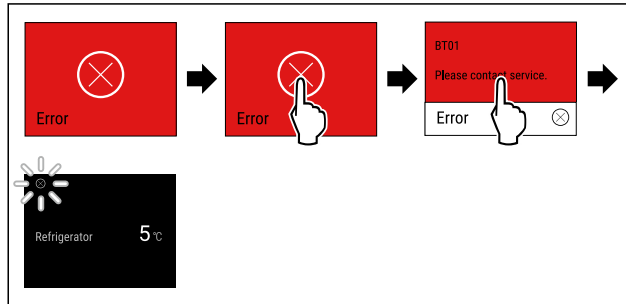 Error
Error
BT01
Please contact service.
Error
Refrigerator 5 °C